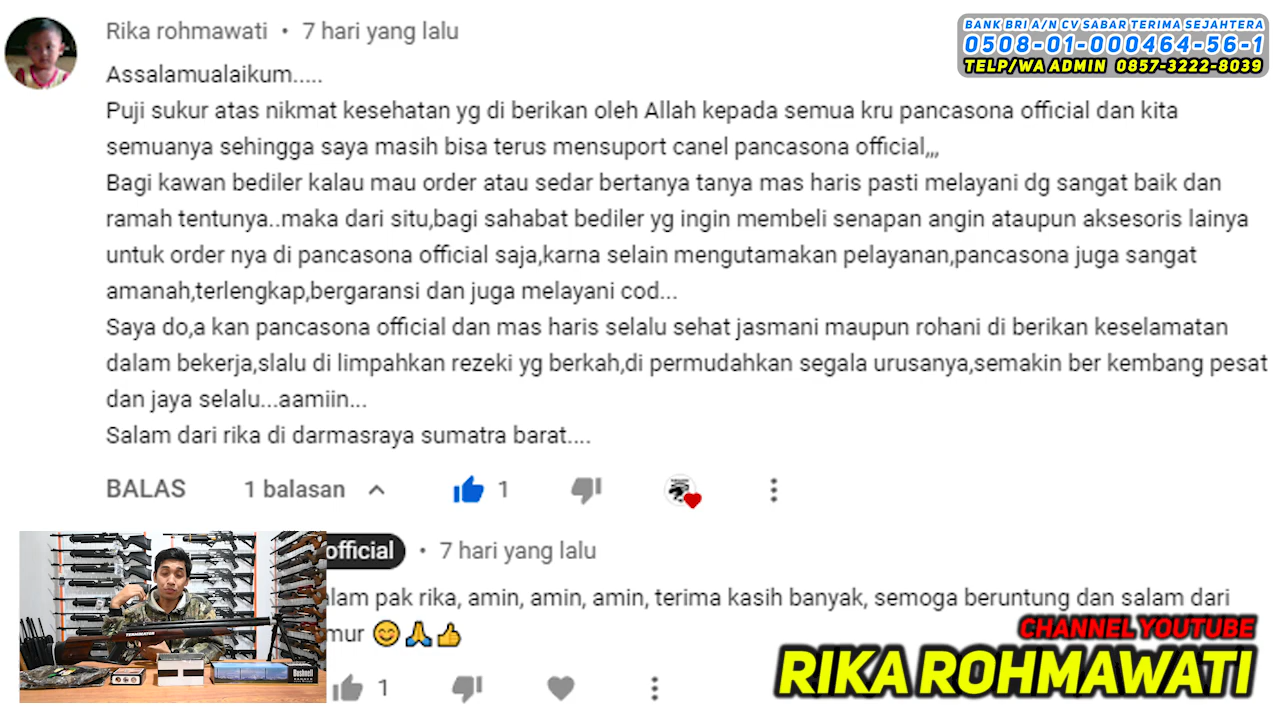 Rika rohmawati • 7 hari yang lalu
BANK BRI A/N CV SABAR TERIMA SEJAHTERA
0508-01-000464-56-1
TELP/WA ADMIN 0857-3222-8039
Assalamualaikum.....
Puji sukur atas nikmat kesehatan yg di berikan oleh Allah kepada semua kru pancasona official dan kita
semuanya sehingga saya masih bisa terus mensuport canel pancasona official,,,
Bagi kawan bediler kalau mau order atau sedar bertanya tanya mas haris pasti melayani dg sangat baik dan
ramah tentunya..maka dari situ,bagi sahabat bediler yg ingin membeli senapan angin ataupun aksesoris lainya
untuk order nya di pancasona official saja,karna selain mengutamakan pelayanan,pancasona juga sangat
amanah,terlengkap,bergaransi dan juga melayani cod...
Saya do,a kan pancasona official dan mas haris selalu sehat jasmani maupun rohani di berikan keselamatan
dalam bekerja,slalu di limpahkan rezeki yg berkah,di permudahkan segala urusanya,semakin ber kembang pesat
dan jaya selalu...aamiin...
Salam dari rika di darmasraya sumatra barat....
BALAS 1 balasan 1
official • 7 hari yang lalu
lam pak rika, amin, amin, amin, terima kasih banyak, semoga beruntung dan salam dari
mur 😊🙏👍
1
CHANNEL YOUTUBE
RIKA ROHMAWATI
Bushnell